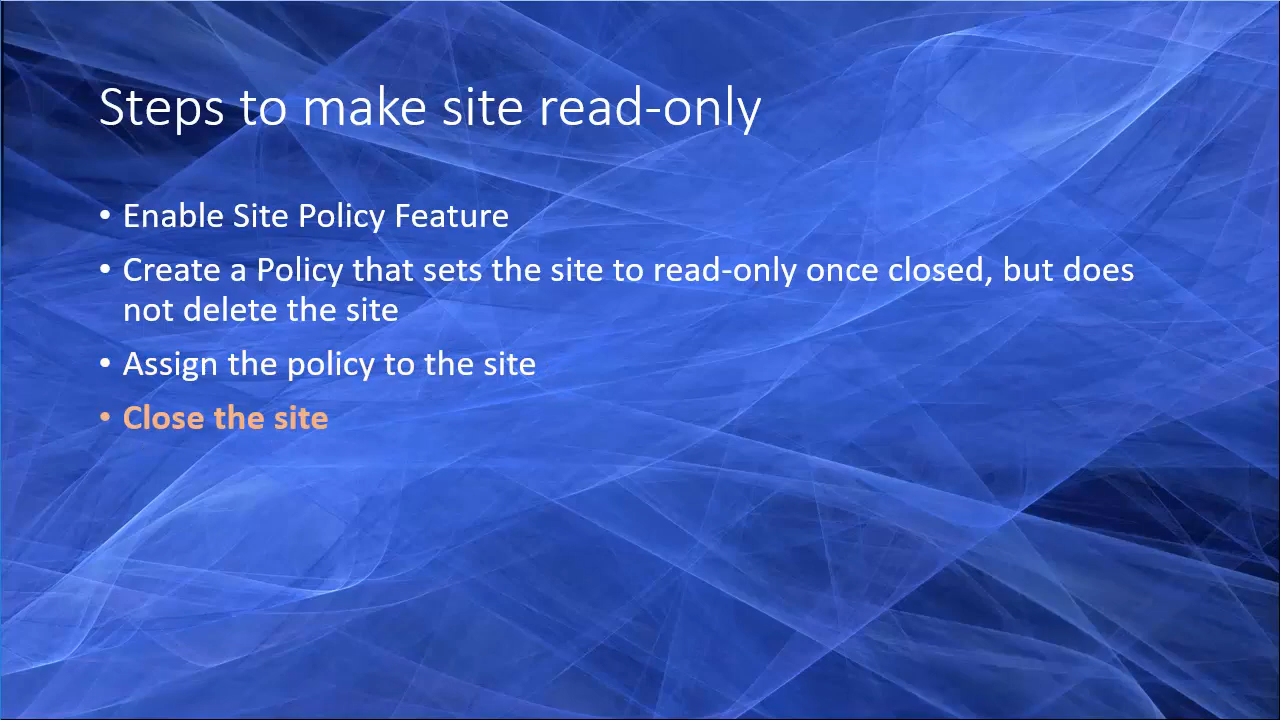 Steps to make site read-only
• Enable Site Policy Feature
• Create a Policy that sets the site to read-only once closed, but does
not delete the site
• Assign the policy to the site
• Close the site